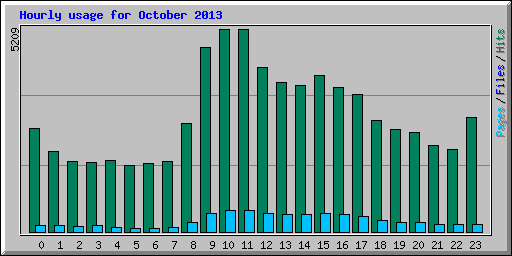 Hourly usage for October 2013
5209
Pages/Files/Hits
0 1 2 3 4 5 6 7 8 9 10 11 12 13 14 15 16 17 18 19 20 21 22 23